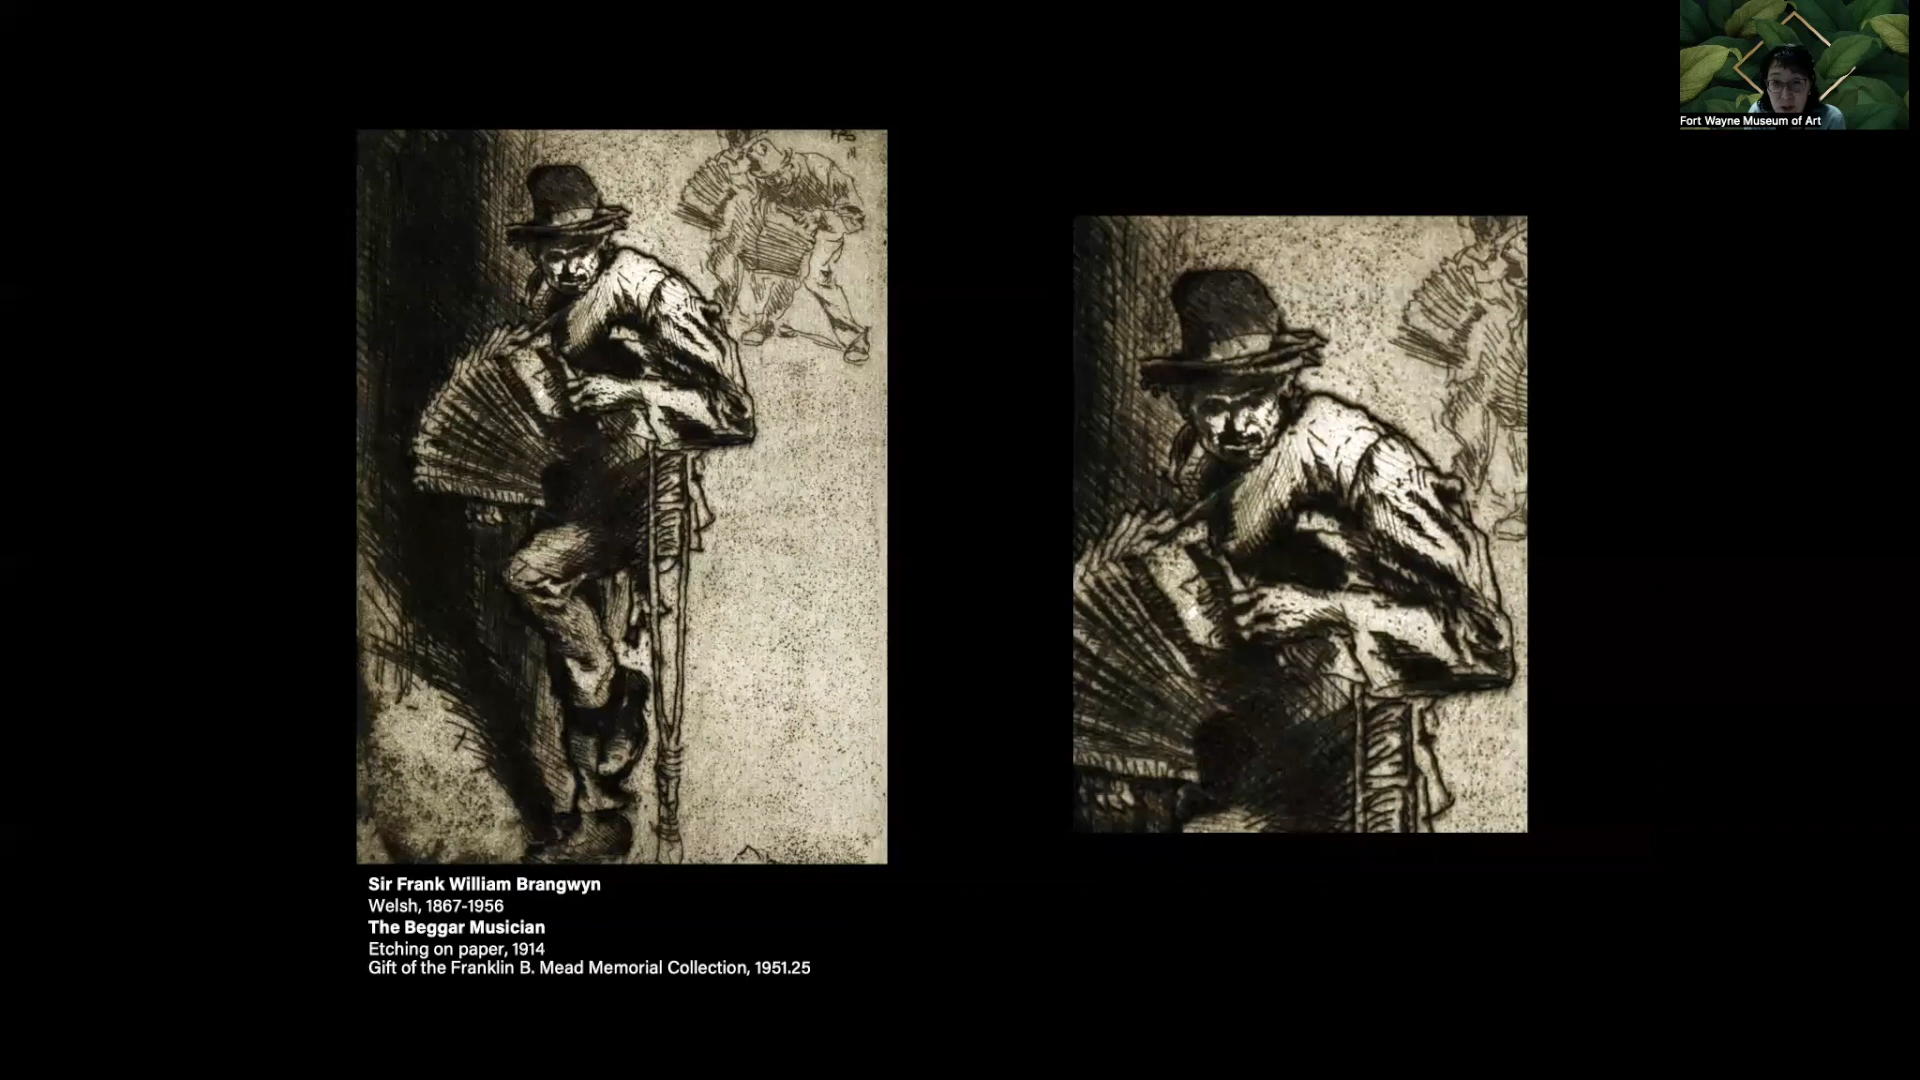 Fort Wayne Museum of Art
Sir Frank William Brangwyn
Welsh, 1867-1956
The Beggar Musician
Etching on paper, 1914
Gift of the Franklin B. Mead Memorial Collection, 1951.25